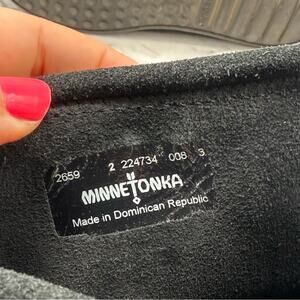 2659 2 224734 008 3
MINNETONKA
Made in Dominican Republic